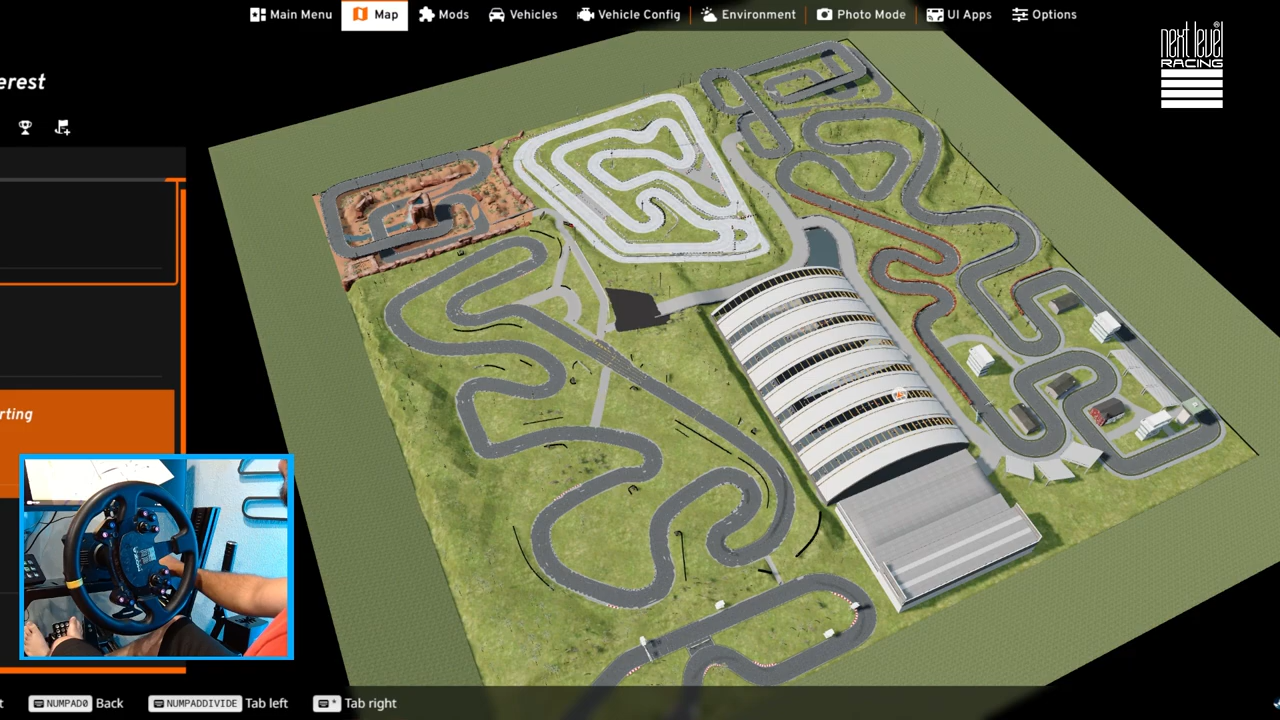 Main Menu
Map
Mods
Vehicles
Vehicle Config
Environment
Photo Mode
UI Apps
Options
next level
RACING
erest
rting
NUMPAD0 Back
NUMPADDIVIDE Tab left
* Tab right